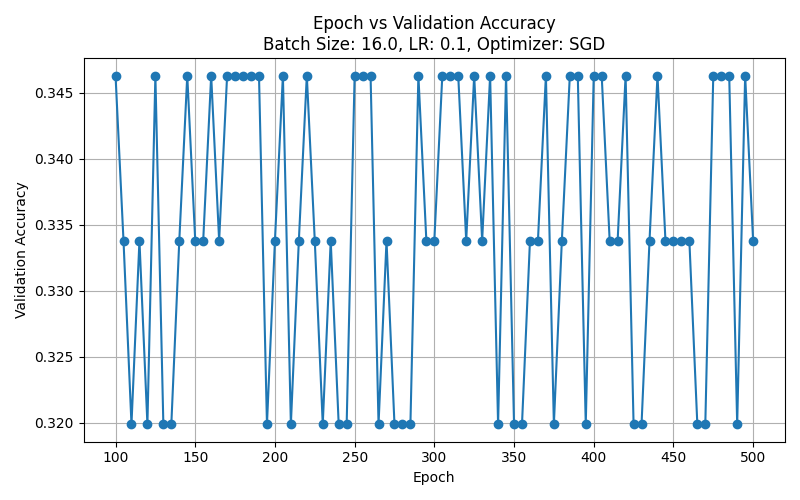 Epoch vs Validation Accuracy
Batch Size: 16.0, LR: 0.1, Optimizer: SGD
Validation Accuracy
0.345
0.340
0.335
0.330
0.325
0.320
100 150 200 250 300 350 400 450 500
Epoch